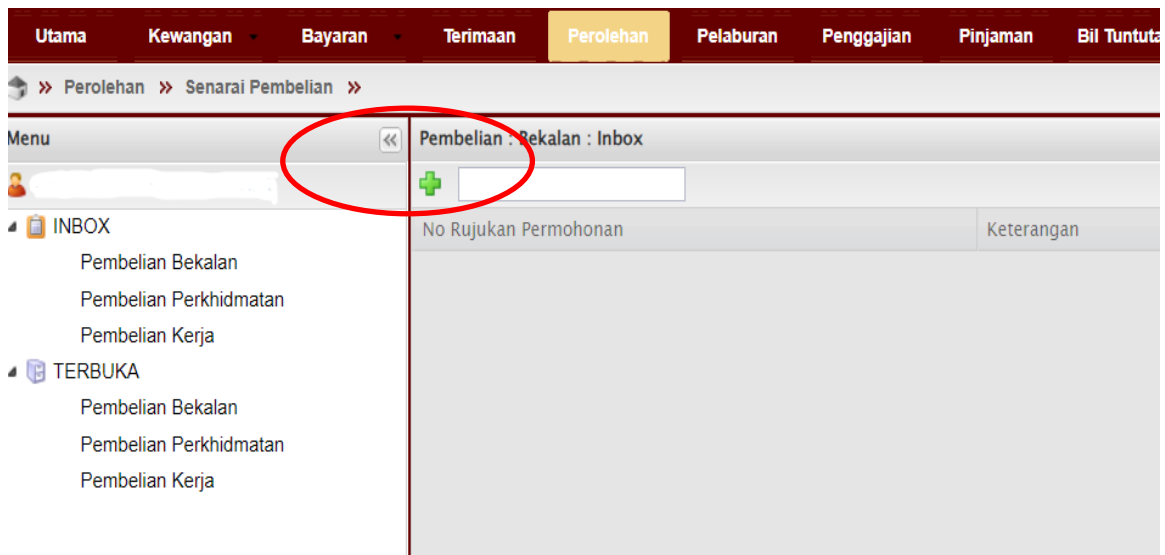 Utama Kewangan Bayaran Terimaan Perolehan Pelaburan Penggajian Pinjaman Bil Tuntuta
» Perolehan » Senarai Pembelian »
Menu «
Pembelian : Bekalan : Inbox
No Rujukan Permohonan Keterangan
INBOX
Pembelian Bekalan
Pembelian Perkhidmatan
Pembelian Kerja
TERBUKA
Pembelian Bekalan
Pembelian Perkhidmatan
Pembelian Kerja